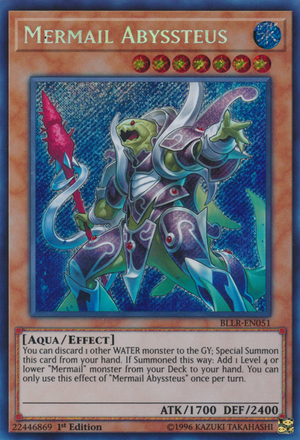 Mermail Abyssteus
BLLR-EN051
[Aqua/Effect]
You can discard 1 other WATER monster to the GY; Special Summon
this card from your hand. If Summoned this way: Add 1 Level 4 or
lower "Mermail" monster from your Deck to your hand. You can
only use this effect of "Mermail Abyssteus" once per turn.
ATK/1700 DEF/2400
22446869 1st Edition ©1996 KAZUKI TAKAHASHI